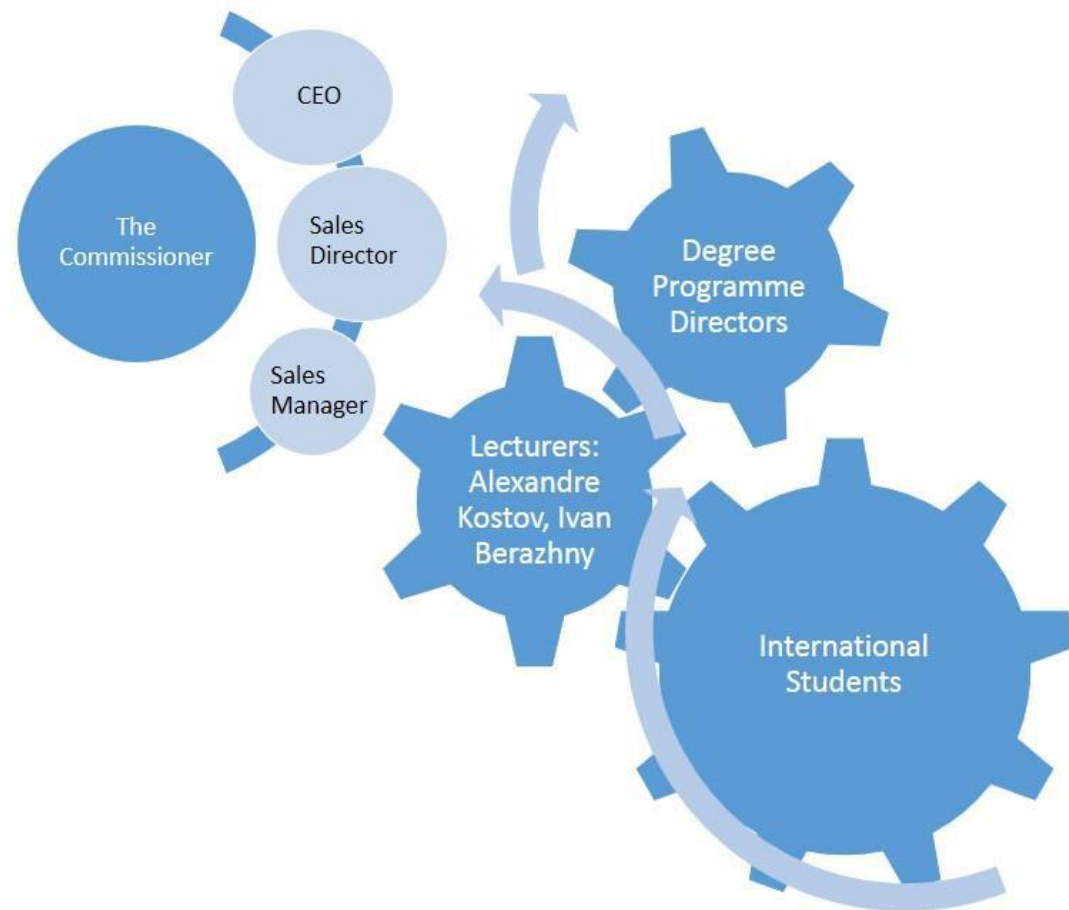 CEO
The
Commissioner
Sales
Director
Sales
Manager
Degree
Programme
Directors
Lecturers:
Alexandre
Kostov, Ivan
Berazhny
International
Students